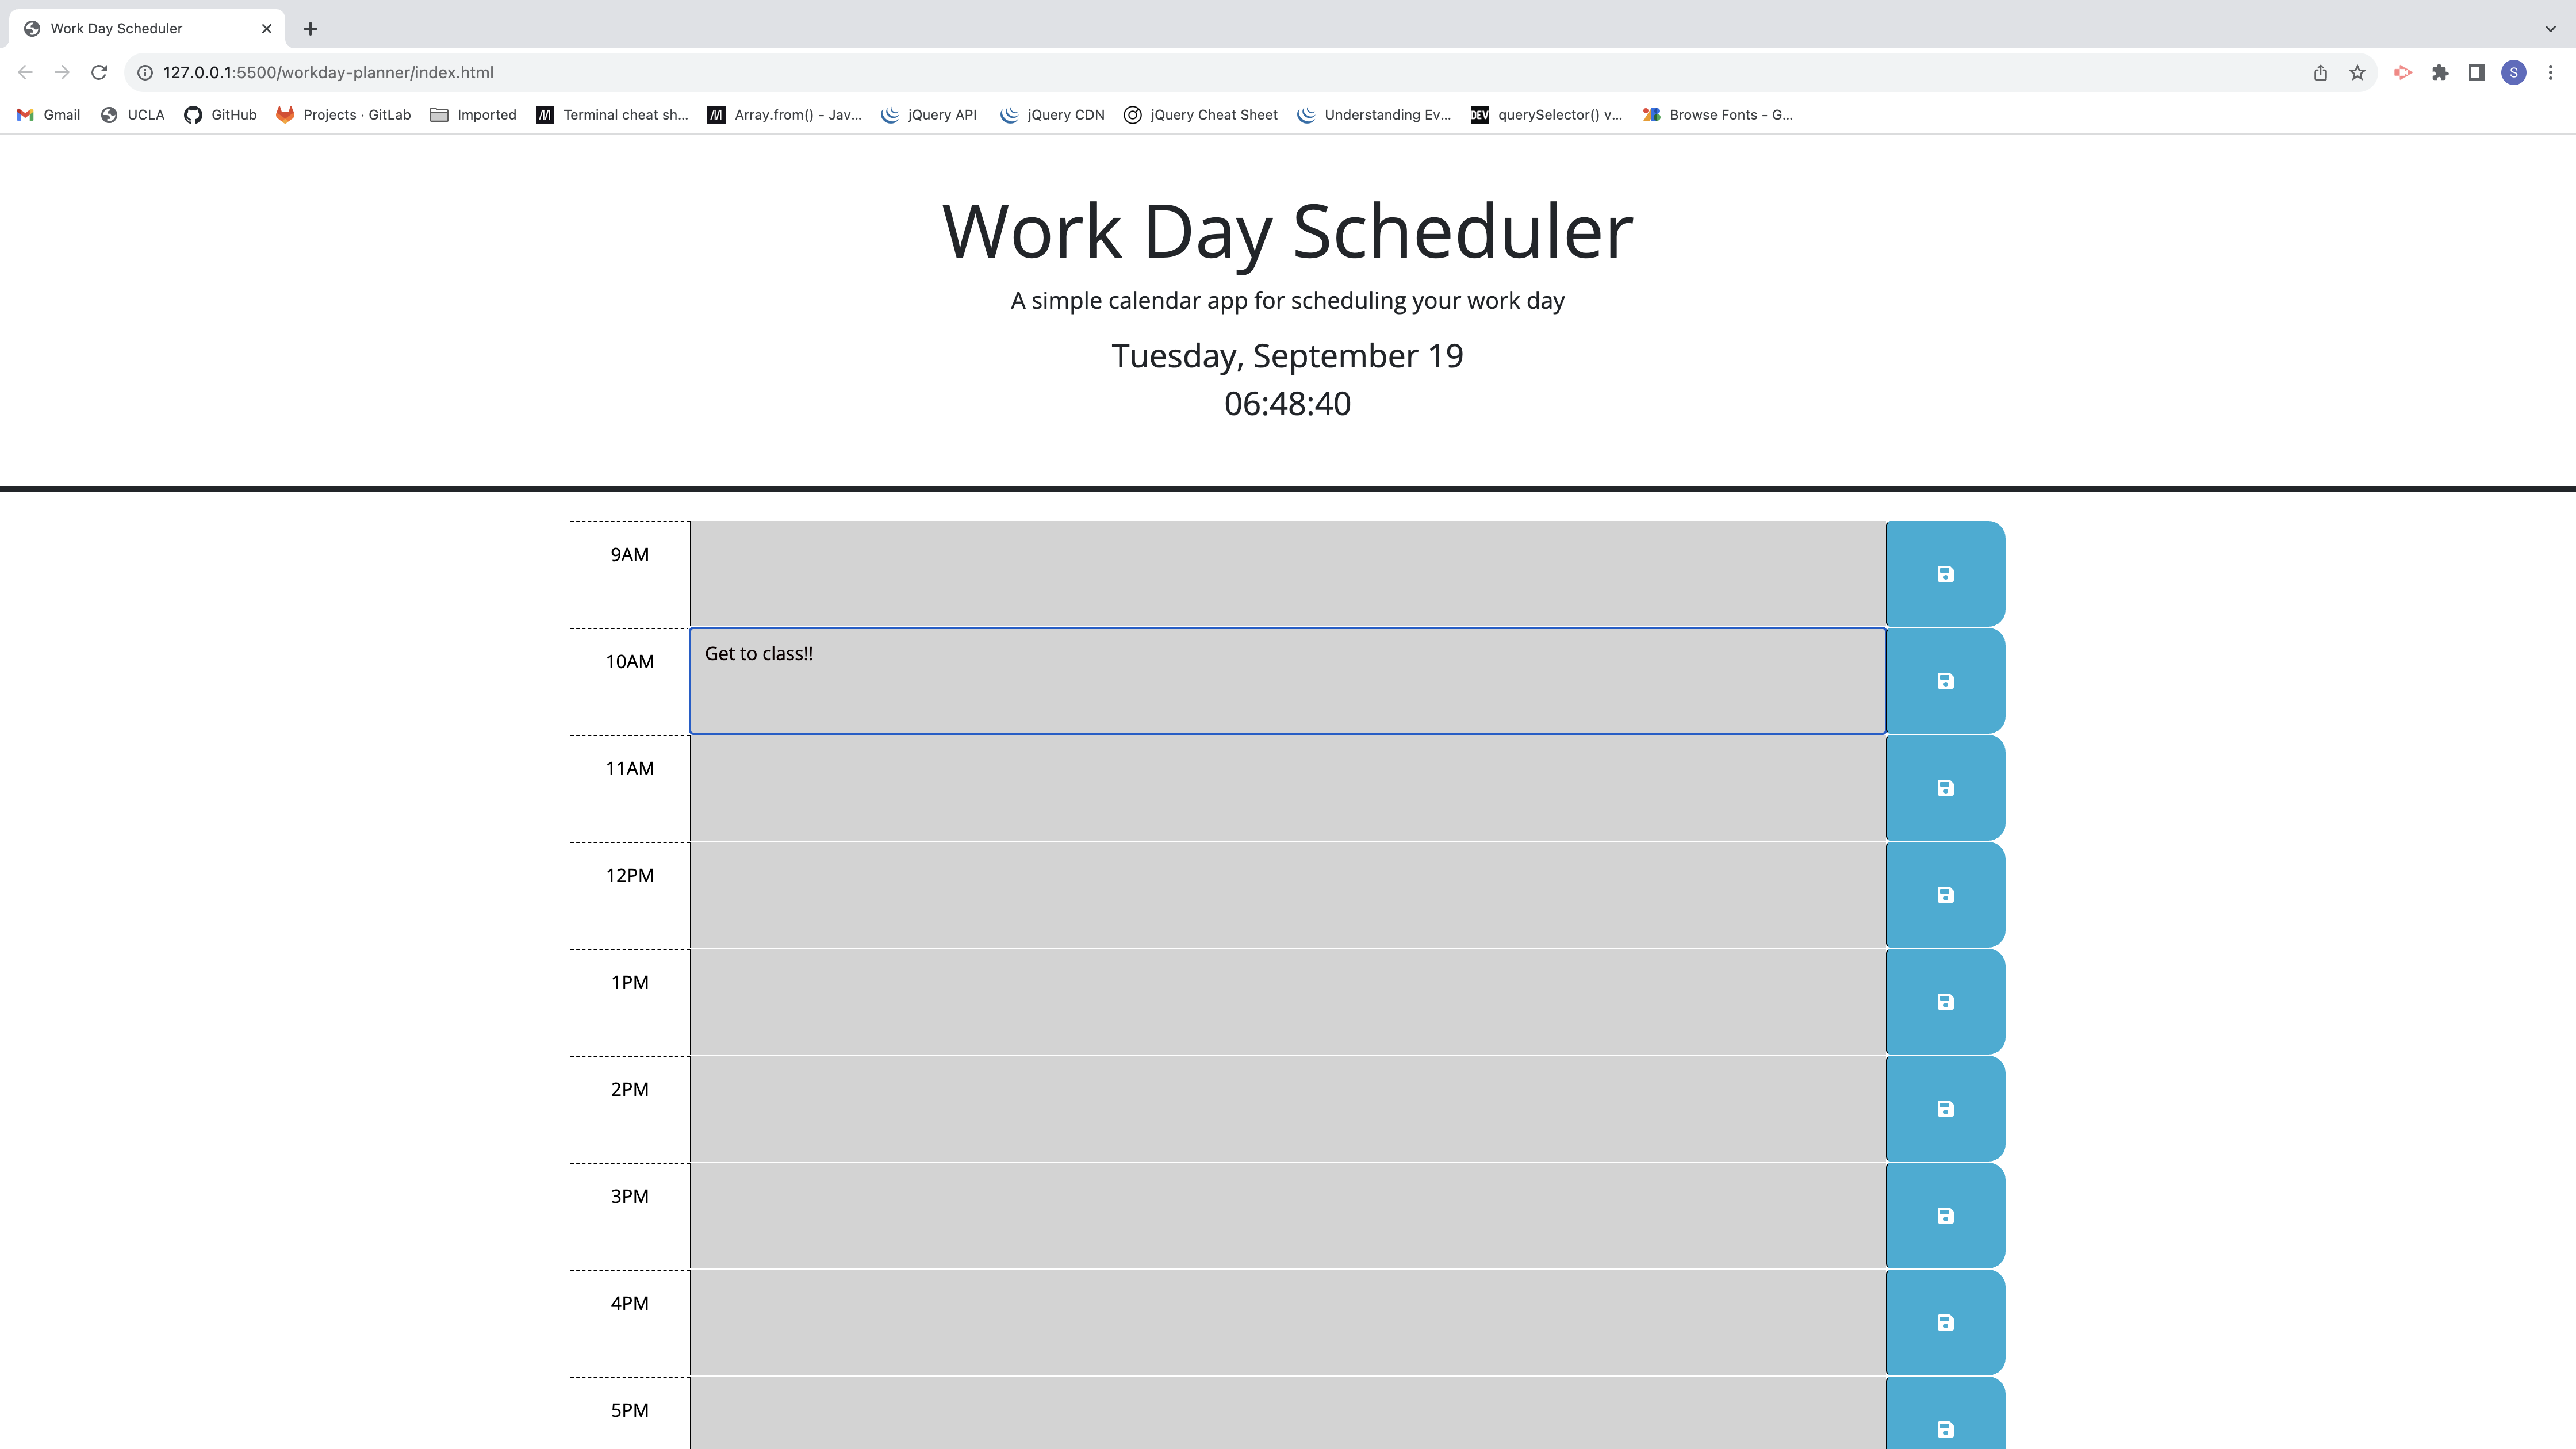 Work Day Scheduler
127.0.0.1:5500/workday-planner/index.html
S
Gmail UCLA GitHub Projects · GitLab Imported Terminal cheat sh... Array.from() - Jav... jQuery API jQuery CDN jQuery Cheat Sheet Understanding Ev... DEV querySelector() v... Browse Fonts - G...
Work Day Scheduler
A simple calendar app for scheduling your work day
Tuesday, September 19
06:48:40
9AM
10AM Get to class!!
11AM
12PM
1PM
2PM
3PM
4PM
5PM